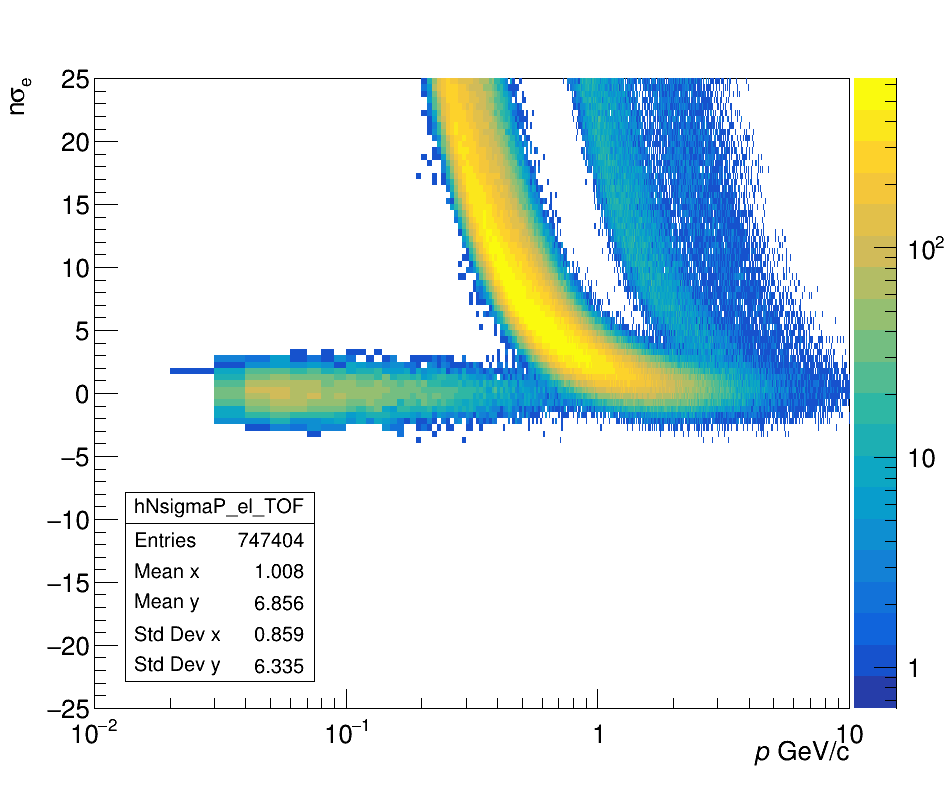 nσe
25
20
15
10
5
0
−5
−10
−15
−20
−25
hNsigmaP_el_TOF
Entries 747404
Mean x 1.008
Mean y 6.856
Std Dev x 0.859
Std Dev y 6.335
10−2
10−1
1
10
p GeV/c
102
10
1